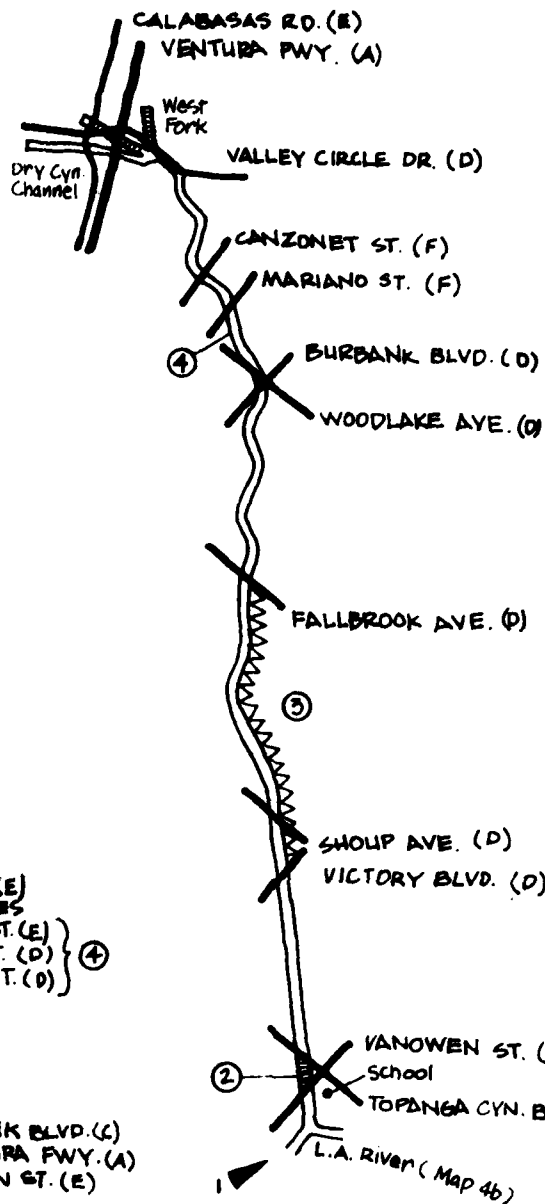 CALABASAS RD. (E)
VENTURA FWY. (A)
West
Fork
Dry Cyn.
Channel
VALLEY CIRCLE DR. (D)
CANZONET ST. (F)
MARIANO ST. (F)
4
BURBANK BLVD. (D)
WOODLAKE AVE. (D)
FALLBROOK AVE. (D)
3
SHOUP AVE. (D)
VICTORY BLVD. (D)
(E)
ST. (E)
T. (D)
T. (D)
4
VANOWEN ST. (
School
2
TOPANGA CYN. B
BLVD. (C)
FWY. (A)
ST. (E)
1
L.A. River (Map 4b)